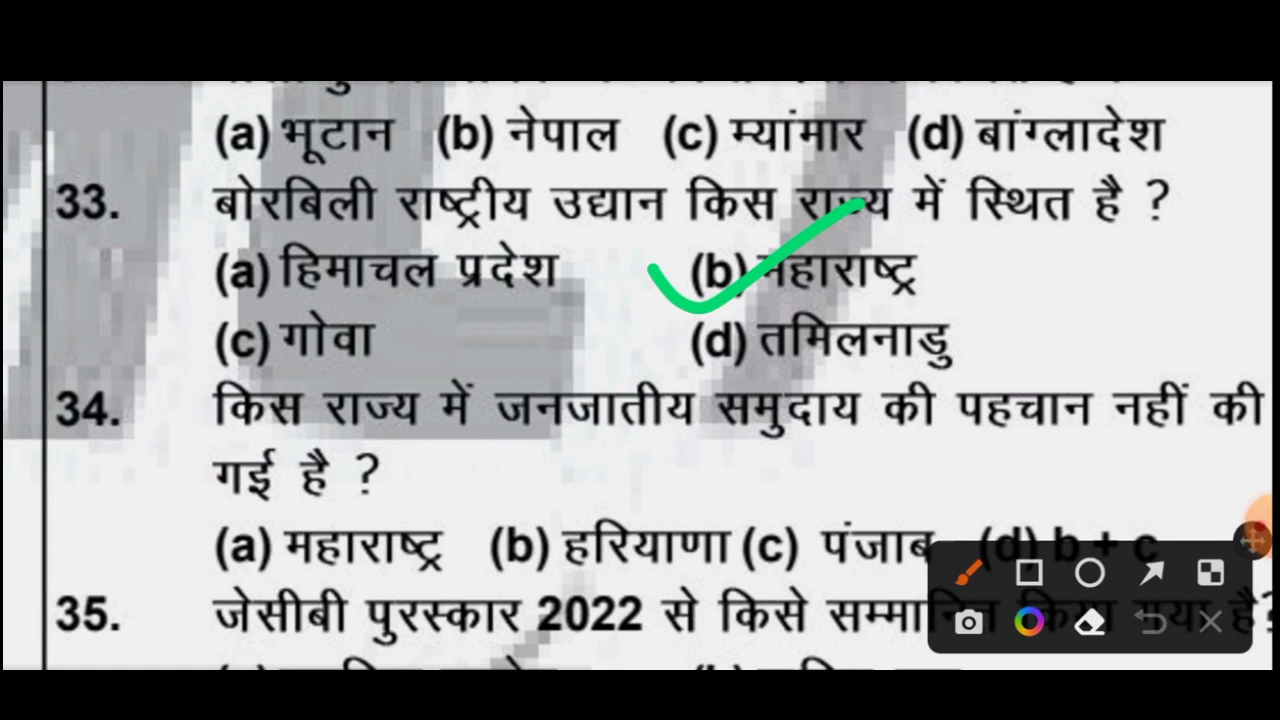 (a) भूटान (b) नेपाल (c) म्यांमार (d) बांग्लादेश
33. बोरबिली राष्ट्रीय उद्यान किस राज्य में स्थित है ?
(a) हिमाचल प्रदेश (b) महाराष्ट्र
(c) गोवा (d) तमिलनाडु
34. किस राज्य में जनजातीय समुदाय की पहचान नहीं की
गई है ?
(a) महाराष्ट्र (b) हरियाणा (c) पंजाब (d) b + c
35. जेसीबी पुरस्कार 2022 से किसे सम्मानित किया गया है?